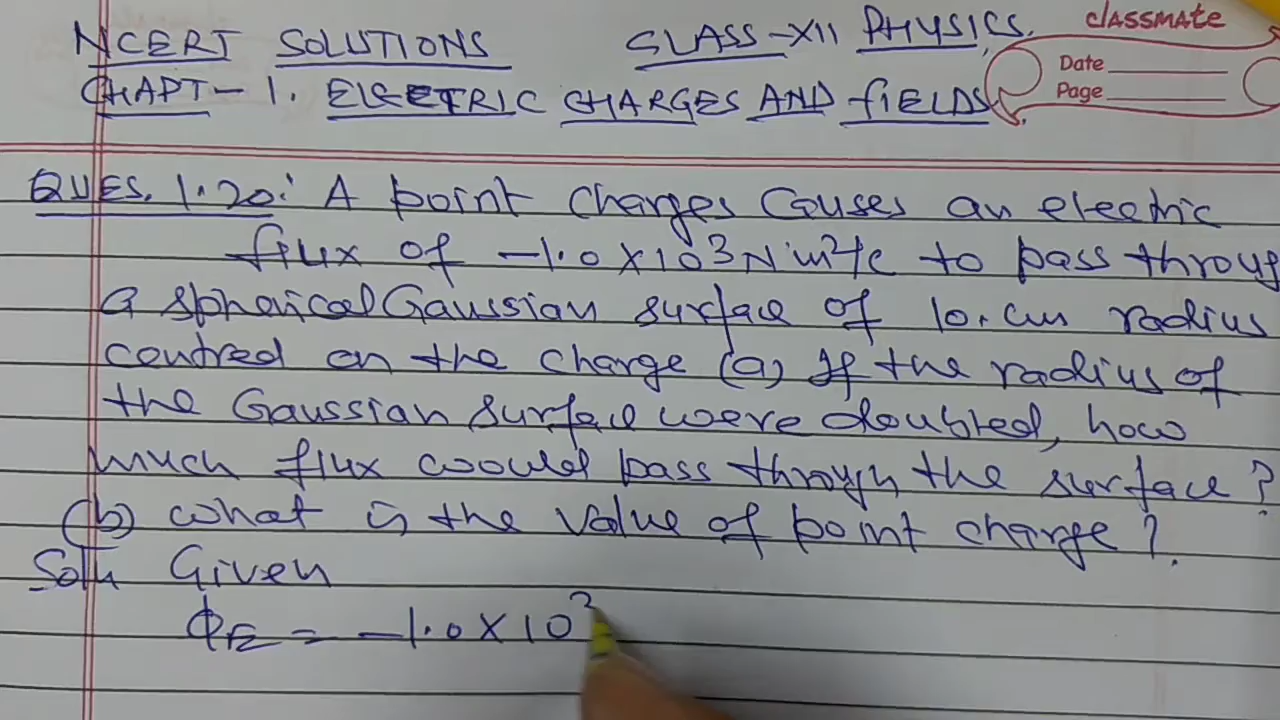 NCERT SOLUTIONS CLASS-XII PHYSICS.
CHAPT-1. ELECTRIC CHARGES AND FIELDS
classmate
Date
Page
QUES. 1.20: A point charges causes an electric
flux of -1.0 X 10³ Nm²/c to pass throug
a spherical Gaussian surface of 10.cm radius
centred on the charge (a) If the radius of
the Gaussian surface were doubled, how
much flux would pass through the surface?
(b) what is the value of point charge?
Soln Given
ΦE = -1.0 X 10³